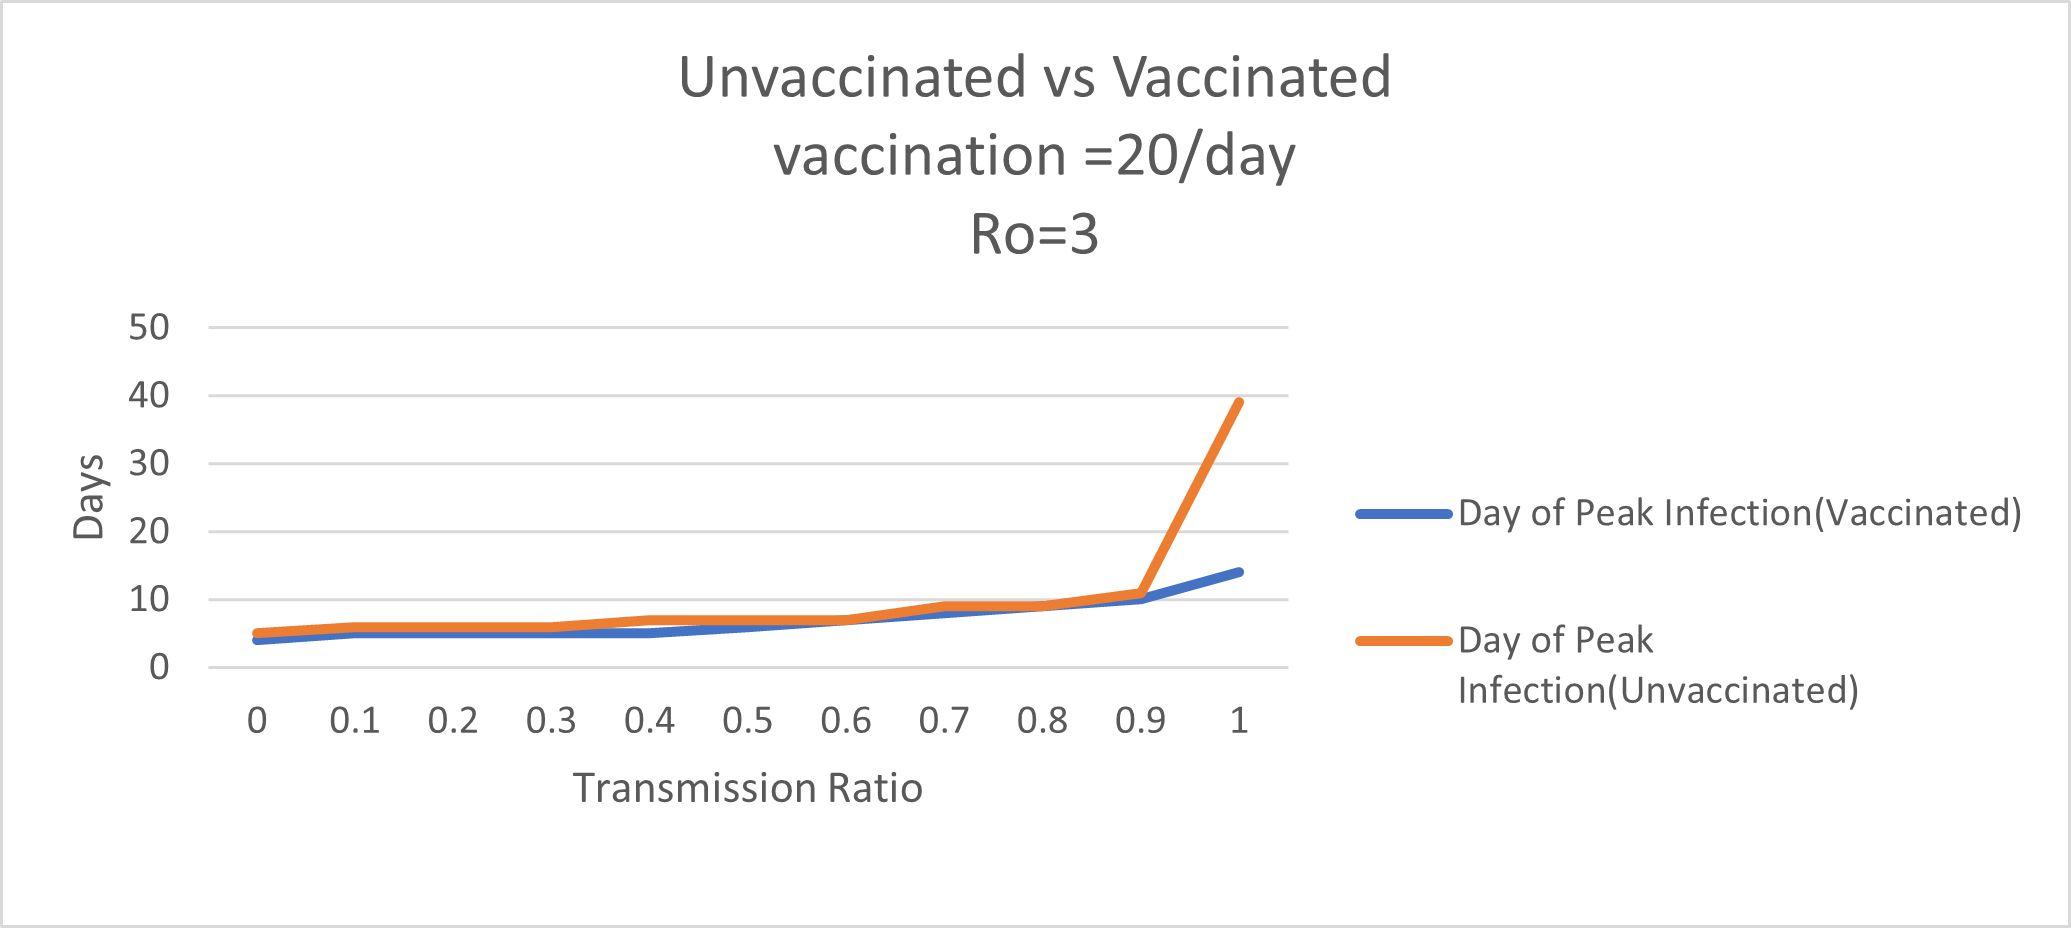 Unvaccinated vs Vaccinated
vaccination =20/day
Ro=3
50
40
30
20
10
0
Days
0 0.1 0.2 0.3 0.4 0.5 0.6 0.7 0.8 0.9 1
Transmission Ratio
Day of Peak Infection(Vaccinated)
Day of Peak
Infection(Unvaccinated)